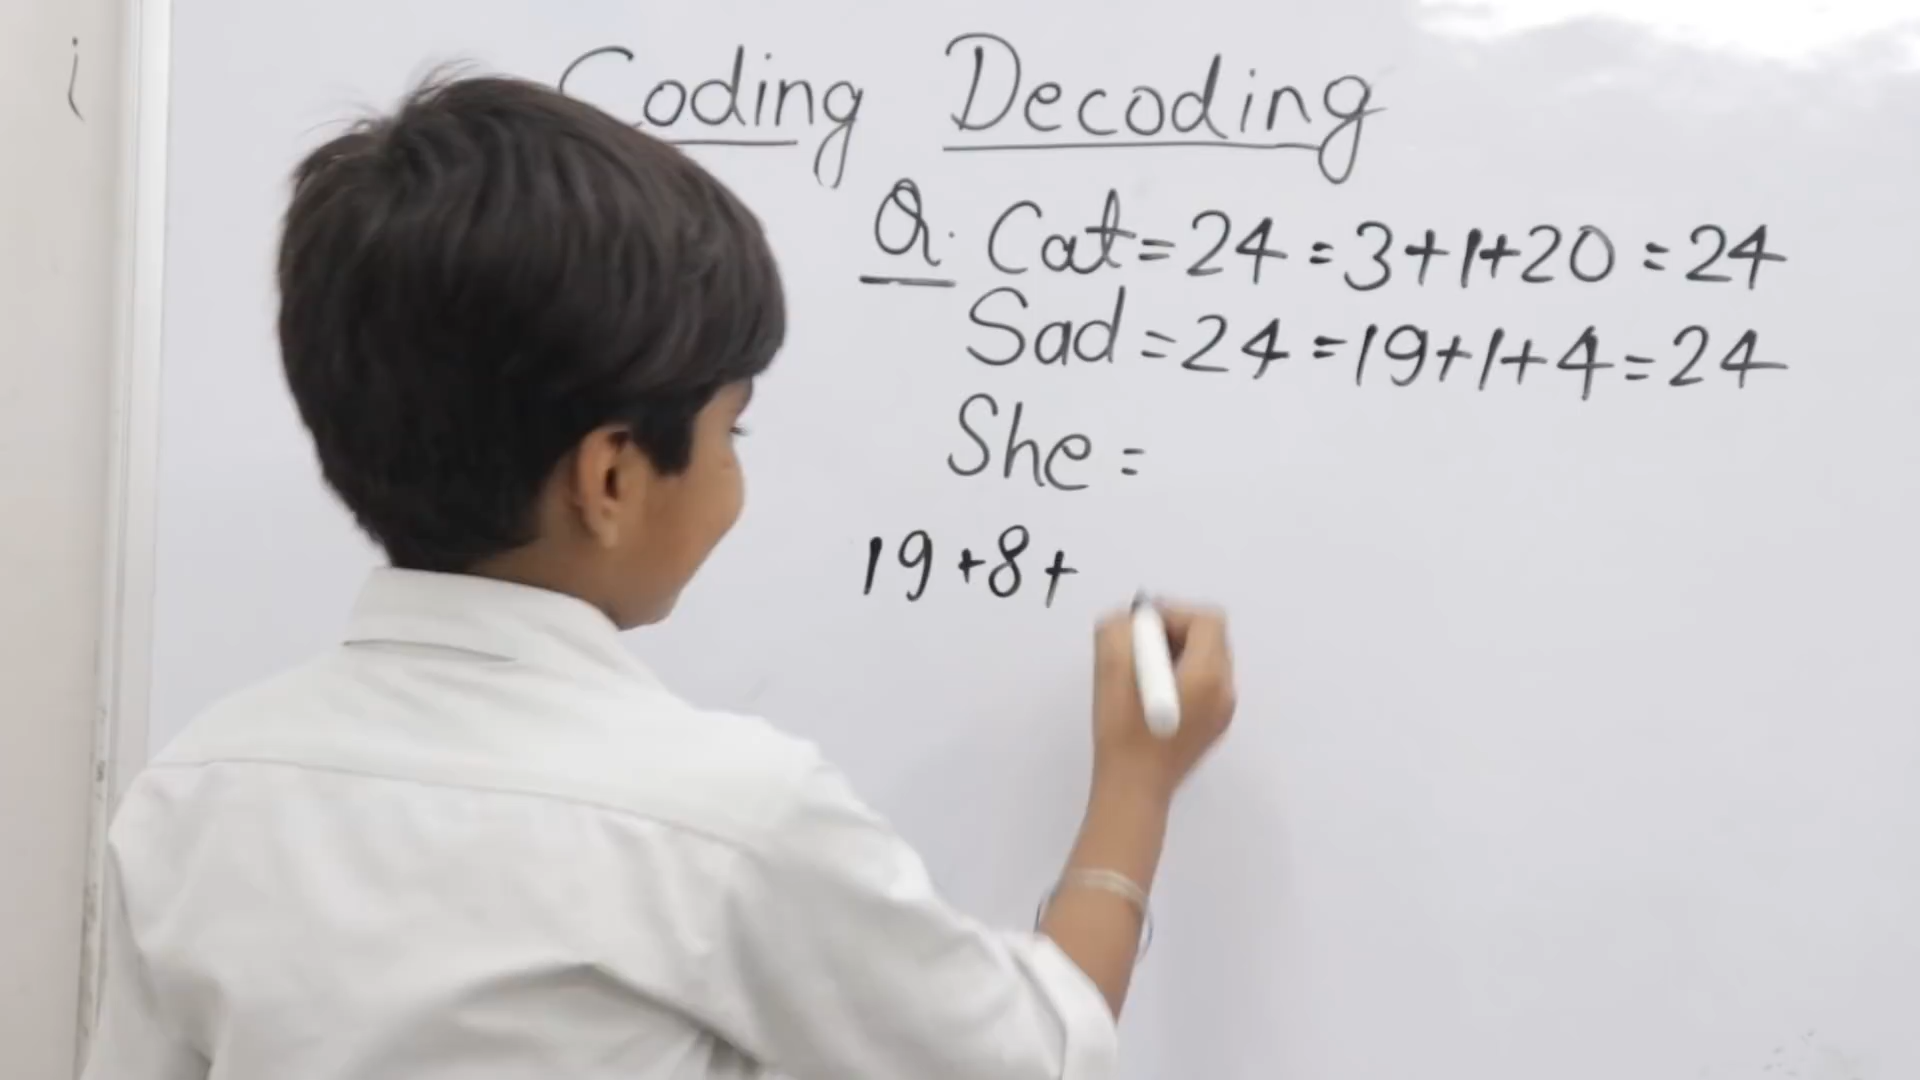 Coding Decoding
Q. Cat = 24 = 3+1+20 = 24
Sad = 24 = 19+1+4 = 24
She =
19+8+